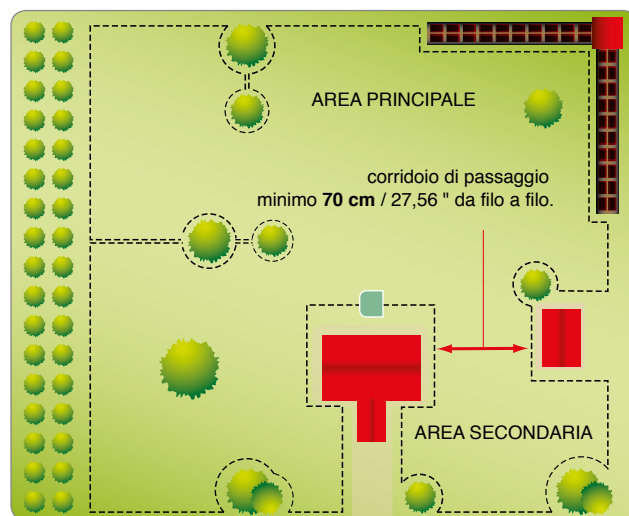 AREA PRINCIPALE
corridoio di passaggio
minimo 70 cm / 27,56 " da filo a filo.
AREA SECONDARIA